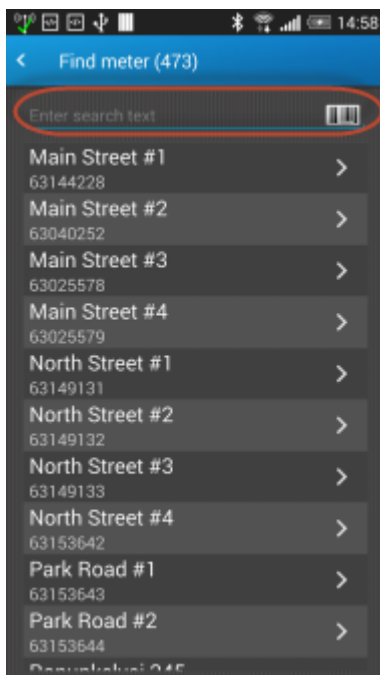 14:58
Find meter (473)
Enter search text
Main Street #1
63144228
Main Street #2
63040252
Main Street #3
63025578
Main Street #4
63025579
North Street #1
63149131
North Street #2
63149132
North Street #3
63149133
North Street #4
63153642
Park Road #1
63153643
Park Road #2
63153644